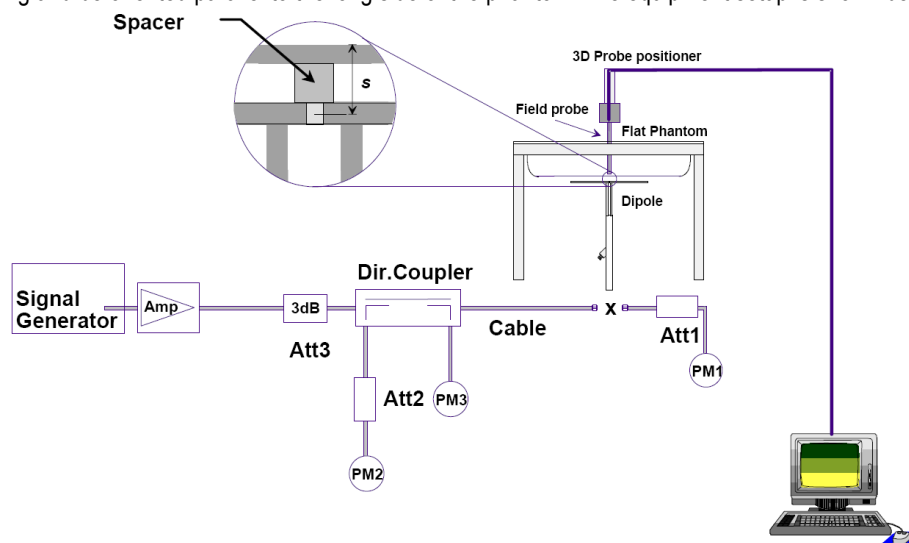 Spacer
s
3D Probe positioner
Field probe
Flat Phantom
Dipole
Signal
Generator
Amp
3dB
Att3
Dir.Coupler
Cable
X
Att1
PM1
Att2
PM3
PM2